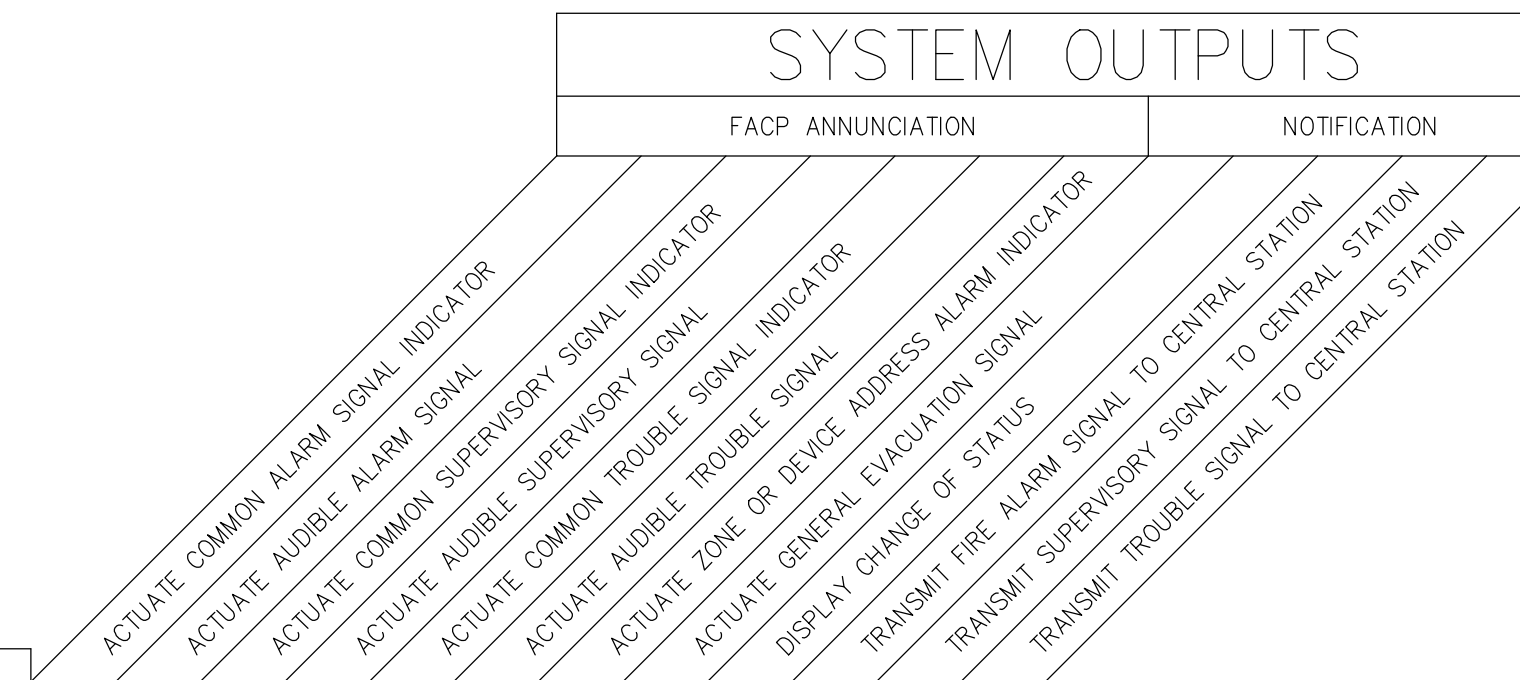 SYSTEM OUTPUTS
FACP ANNUNCIATION
NOTIFICATION
ACTUATE COMMON ALARM SIGNAL INDICATOR
ACTUATE AUDIBLE ALARM SIGNAL
ACTUATE COMMON SUPERVISORY SIGNAL INDICATOR
ACTUATE AUDIBLE SUPERVISORY SIGNAL
ACTUATE COMMON TROUBLE SIGNAL INDICATOR
ACTUATE AUDIBLE TROUBLE SIGNAL
ACTUATE ZONE OR DEVICE ADDRESS ALARM INDICATOR
ACTUATE GENERAL EVACUATION SIGNAL
DISPLAY CHANGE OF STATUS
TRANSMIT FIRE ALARM SIGNAL TO CENTRAL STATION
TRANSMIT SUPERVISORY SIGNAL TO CENTRAL STATION
TRANSMIT TROUBLE SIGNAL TO CENTRAL STATION